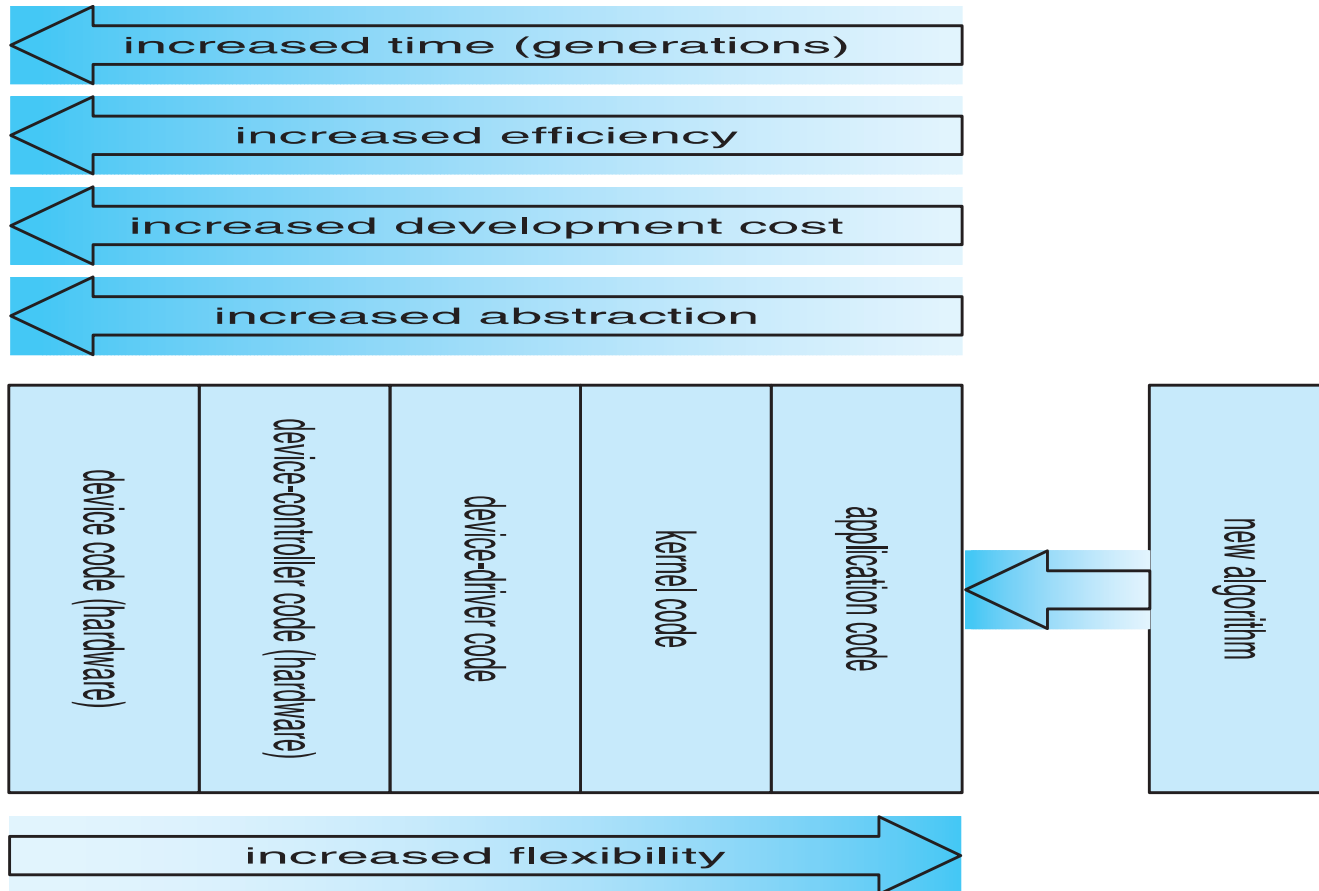 increased time (generations)
increased efficiency
increased development cost
increased abstraction
device code (hardware)
device-controller code (hardware)
device-driver code
kernel code
application code
new algorithm
increased flexibility